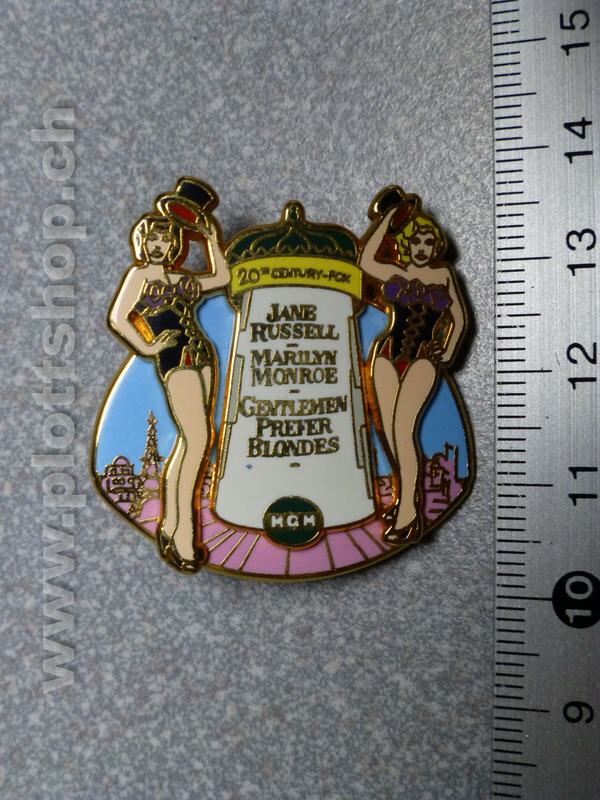 20TH CENTURY-FOX
JANE
RUSSELL
-
MARILYN
MONROE
-
GENTLEMEN
PREFER
BLONDES
-
MGM
www.plottshop.ch
15
14
13
12
11
10
9